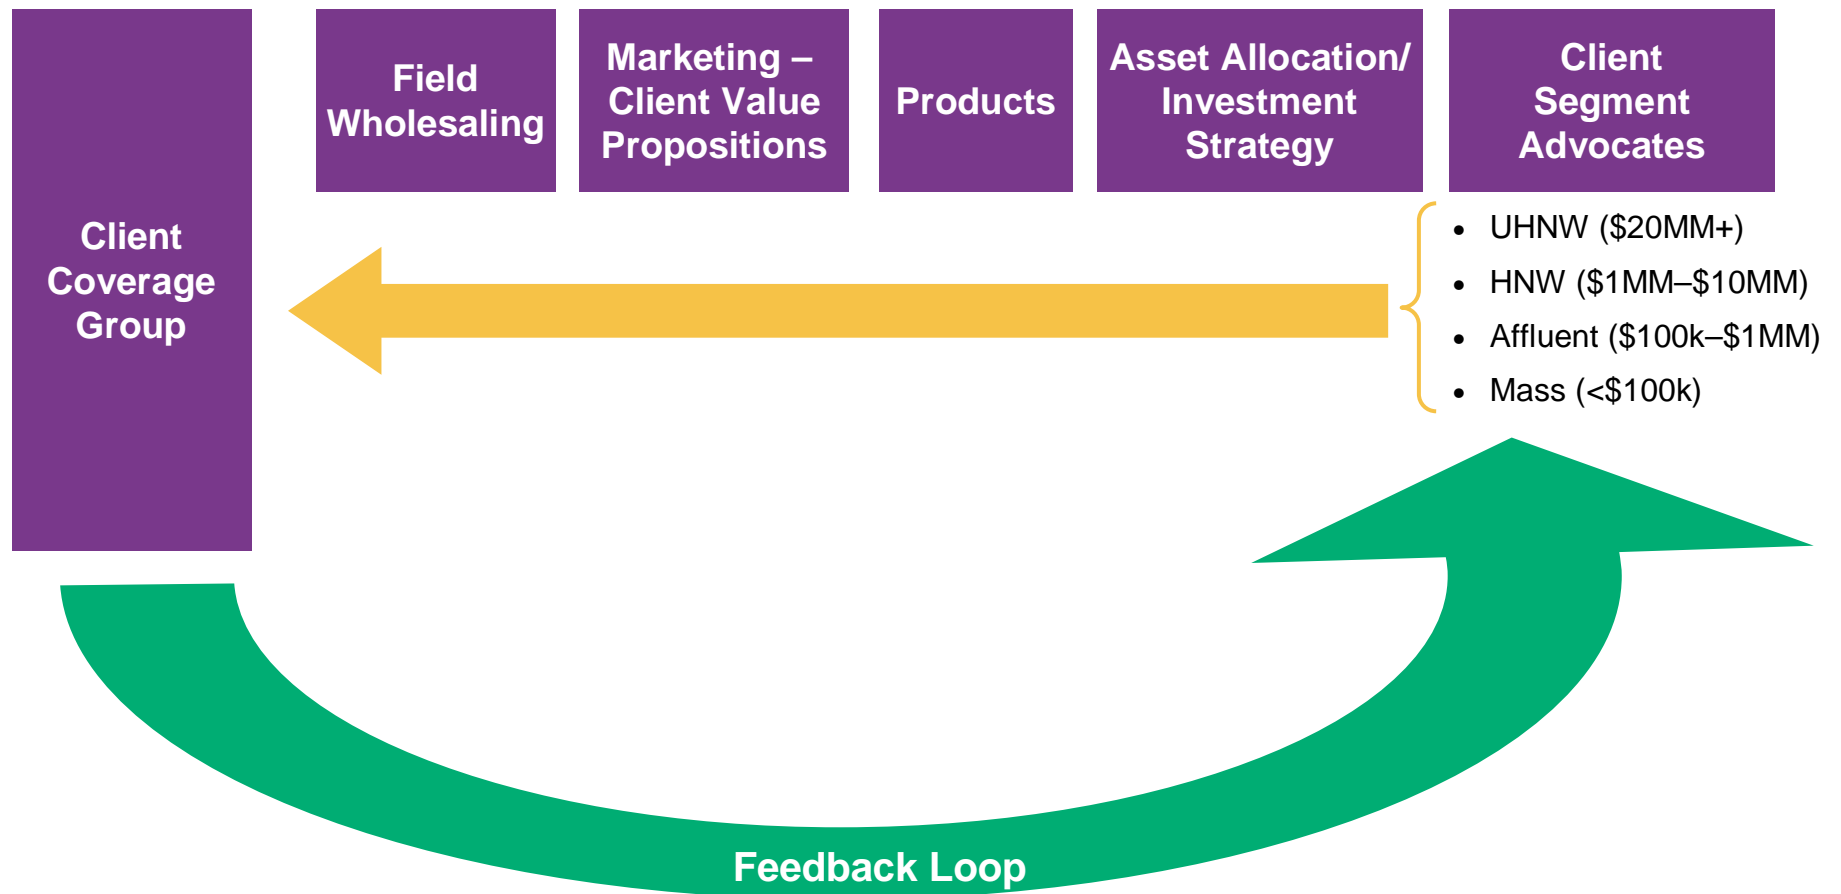 Client
Coverage
Group
Field
Wholesaling
Marketing –
Client Value
Propositions
Products
Asset Allocation/
Investment
Strategy
Client
Segment
Advocates
• UHNW ($20MM+)
• HNW ($1MM–$10MM)
• Affluent ($100k–$1MM)
• Mass (<$100k)
Feedback Loop